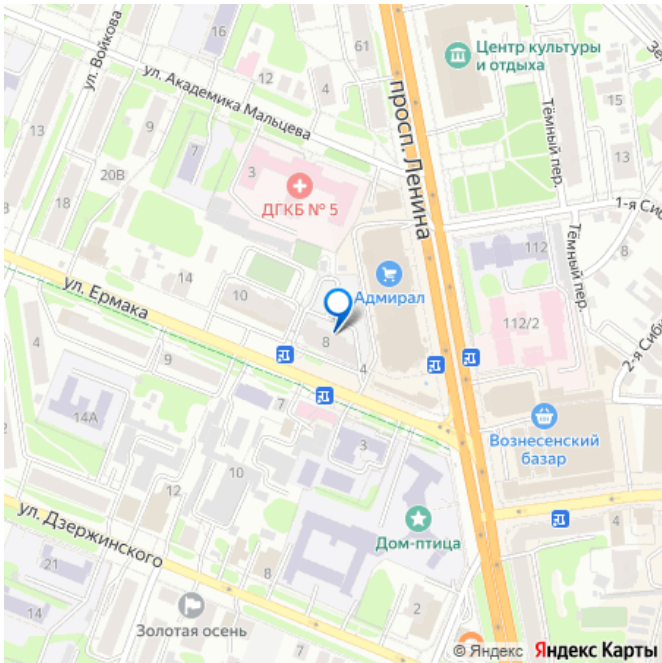 ул. Войкова
16
61
Центр культуры
и отдыха
12
4
ул. Академика Мальцева
просп. Ленина
Тёмный пер.
15
13
9
7
3
13
20В
18
ДГКБ № 5
1-я Сиб
112
8
Тёмный пер.
14
ул. Ермака
10
Адмирал
112/2
2-я Сиби
8
4
9
4
14А
7
3
Вознесенский
базар
10
12
ул. Дзержинского
Дом-птица
4
21
8
14
2
Золотая осень
7
© Яндекс Яндекс Карты